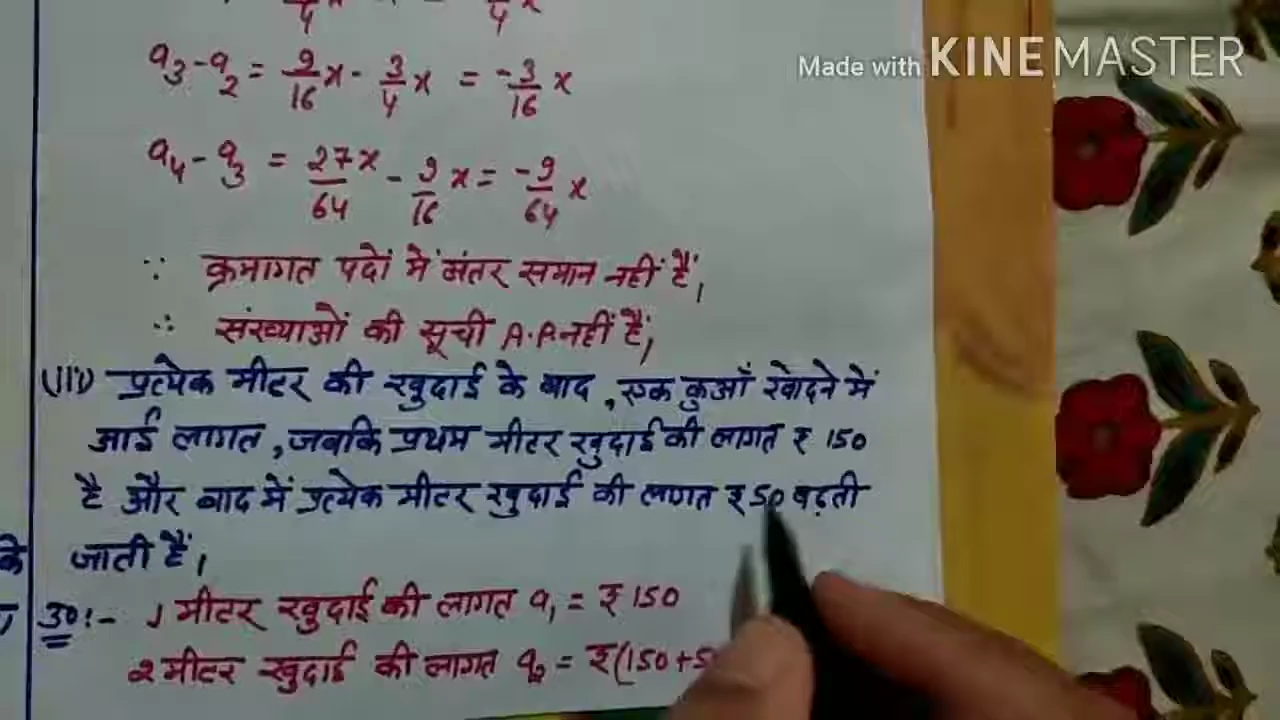 Made with KINEMASTER
a₃-a₂ = 9/16 x - 3/4 x = -3/16 x
a₄-a₃ = 27x/64 - 9/16 x = -9/64 x
∵ क्रमागत पदों में अंतर समान नहीं हैं,
∴ संख्याओं की सूची A.P. नहीं हैं,
(iii) प्रत्येक मीटर की खुदाई के बाद, एक कुआँ खोदने में
आई लागत, जबकि प्रथम मीटर खुदाई की लागत ₹ 150
है और बाद में प्रत्येक मीटर खुदाई की लागत ₹ 50 बढ़ती
जाती हैं,
के
उ०:- 1 मीटर खुदाई की लागत a₁ = ₹ 150
2 मीटर खुदाई की लागत a₂ = ₹(150+5